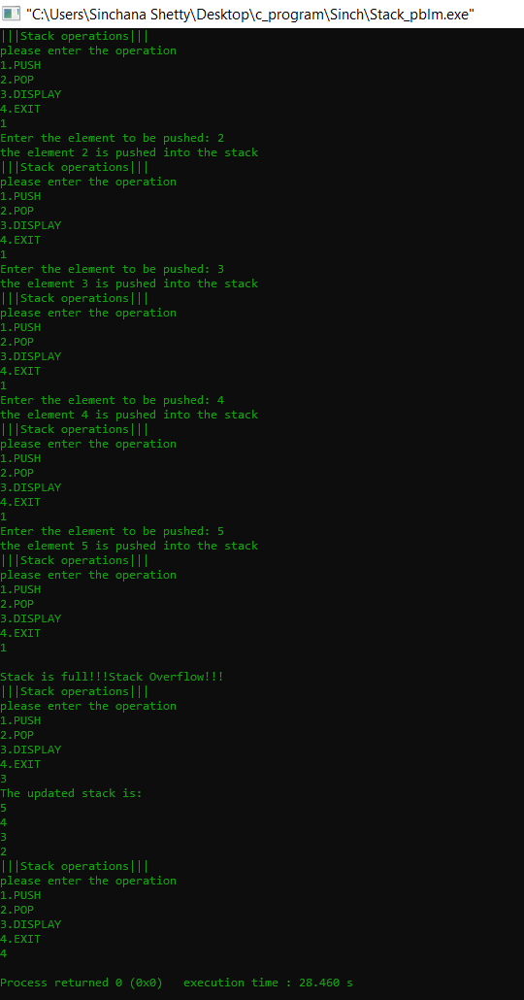 "C:\Users\Sinchana Shetty\Desktop\c_program\Sinch\Stack_pblm.exe"
|||Stack operations|||
please enter the operation
1.PUSH
2.POP
3.DISPLAY
4.EXIT
1
Enter the element to be pushed: 2
the element 2 is pushed into the stack
|||Stack operations|||
please enter the operation
1.PUSH
2.POP
3.DISPLAY
4.EXIT
1
Enter the element to be pushed: 3
the element 3 is pushed into the stack
|||Stack operations|||
please enter the operation
1.PUSH
2.POP
3.DISPLAY
4.EXIT
1
Enter the element to be pushed: 4
the element 4 is pushed into the stack
|||Stack operations|||
please enter the operation
1.PUSH
2.POP
3.DISPLAY
4.EXIT
1
Enter the element to be pushed: 5
the element 5 is pushed into the stack
|||Stack operations|||
please enter the operation
1.PUSH
2.POP
3.DISPLAY
4.EXIT
1
Stack is full!!!Stack Overflow!!!
|||Stack operations|||
please enter the operation
1.PUSH
2.POP
3.DISPLAY
4.EXIT
3
The updated stack is:
5
4
3
2
|||Stack operations|||
please enter the operation
1.PUSH
2.POP
3.DISPLAY
4.EXIT
4
Process returned 0 (0x0)   execution time : 28.460 s